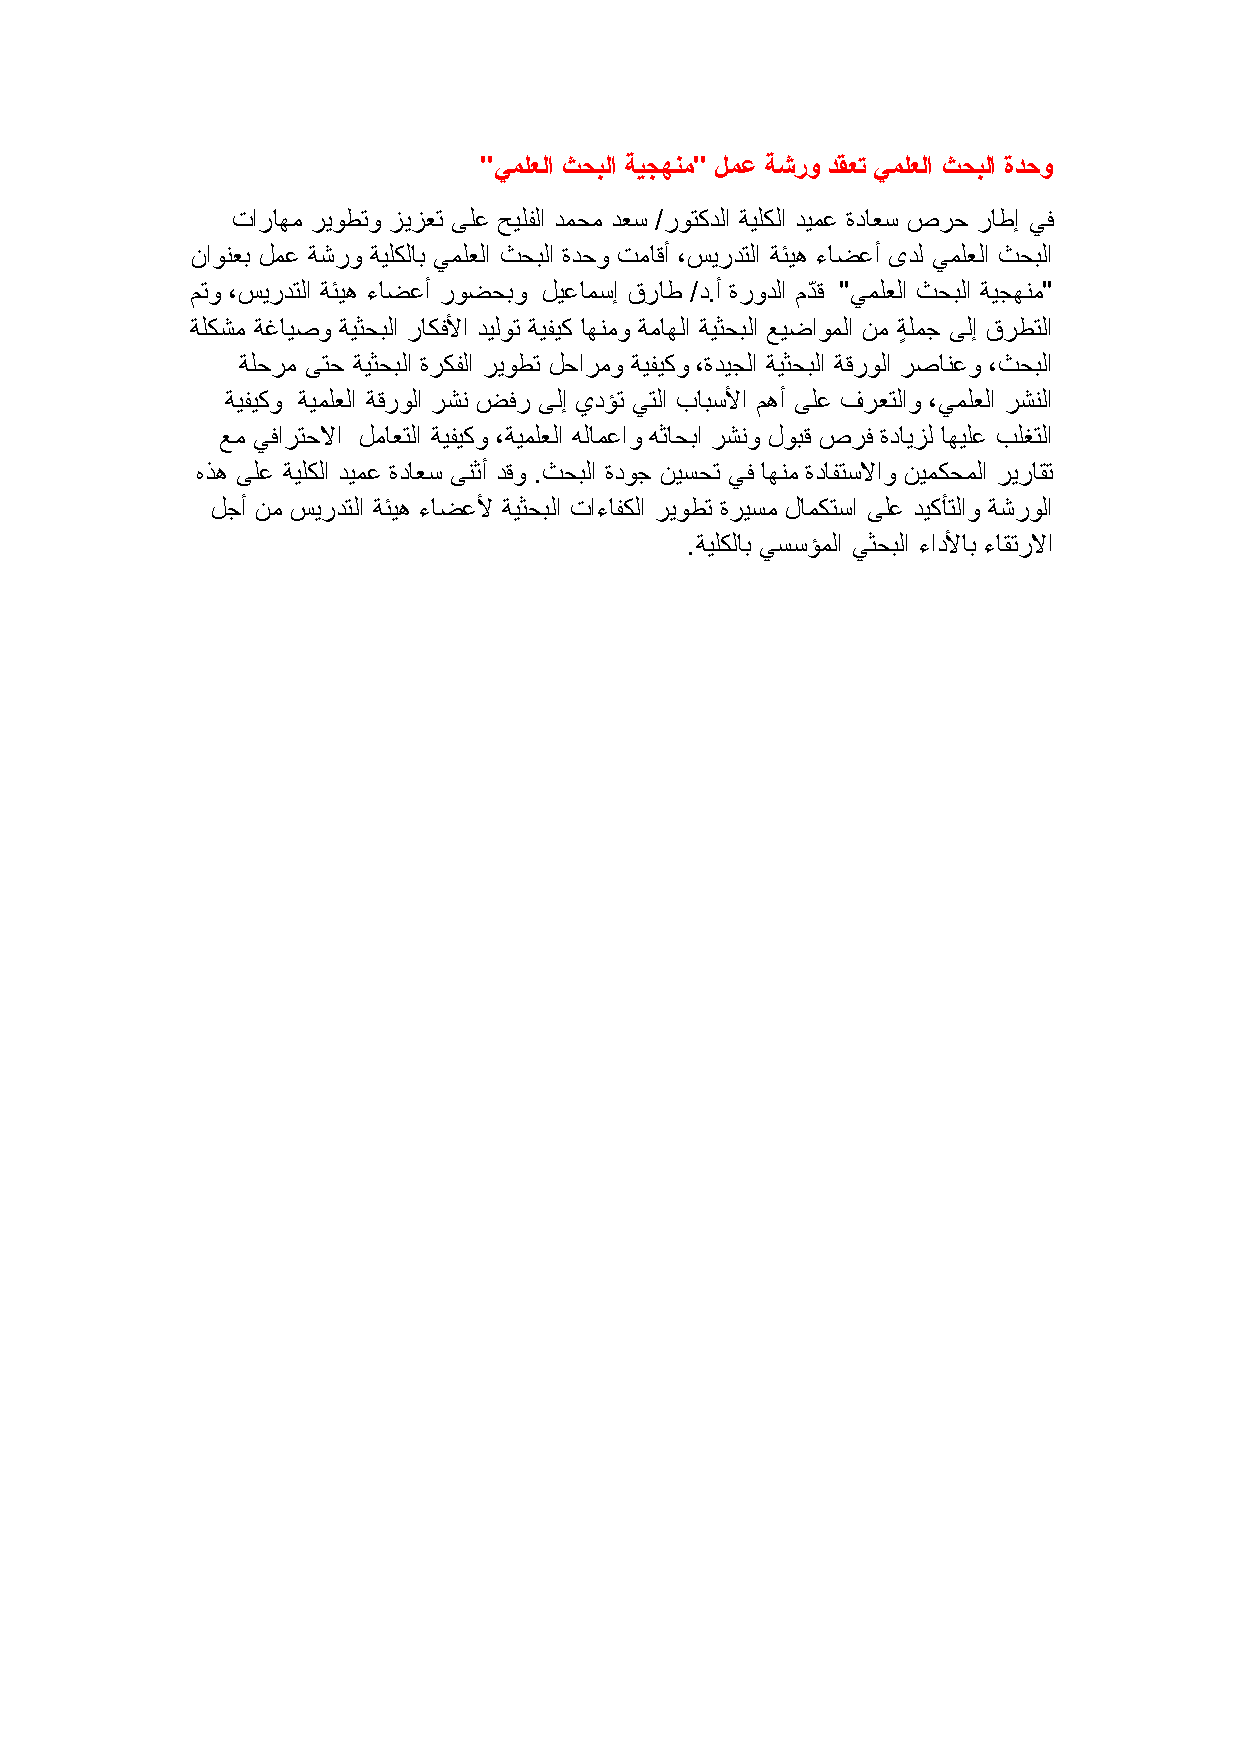 وحدة البحث العلمي تعقد ورشة عمل "منهجية البحث العلمي"
في إطار حرص سعادة عميد الكلية الدكتور/ سعد محمد الفليح على تعزيز وتطوير مهارات
البحث العلمي لدى أعضاء هيئة التدريس، أقامت وحدة البحث العلمي بالكلية ورشة عمل بعنوان
"منهجية البحث العلمي" قدّم الدورة أ.د/ طارق إسماعيل وبحضور أعضاء هيئة التدريس، وتم
التطرق إلى جملةٍ من المواضيع البحثية الهامة ومنها كيفية توليد الأفكار البحثية وصياغة مشكلة
البحث، وعناصر الورقة البحثية الجيدة، وكيفية ومراحل تطوير الفكرة البحثية حتى مرحلة
النشر العلمي، والتعرف على أهم الأسباب التي تؤدي إلى رفض نشر الورقة العلمية وكيفية
التغلب عليها لزيادة فرص قبول ونشر ابحاثه واعماله العلمية، وكيفية التعامل الاحترافي مع
تقارير المحكمين والاستفادة منها في تحسين جودة البحث. وقد أثنى سعادة عميد الكلية على هذه
الورشة والتأكيد على استكمال مسيرة تطوير الكفاءات البحثية لأعضاء هيئة التدريس من أجل
الارتقاء بالأداء البحثي المؤسسي بالكلية.